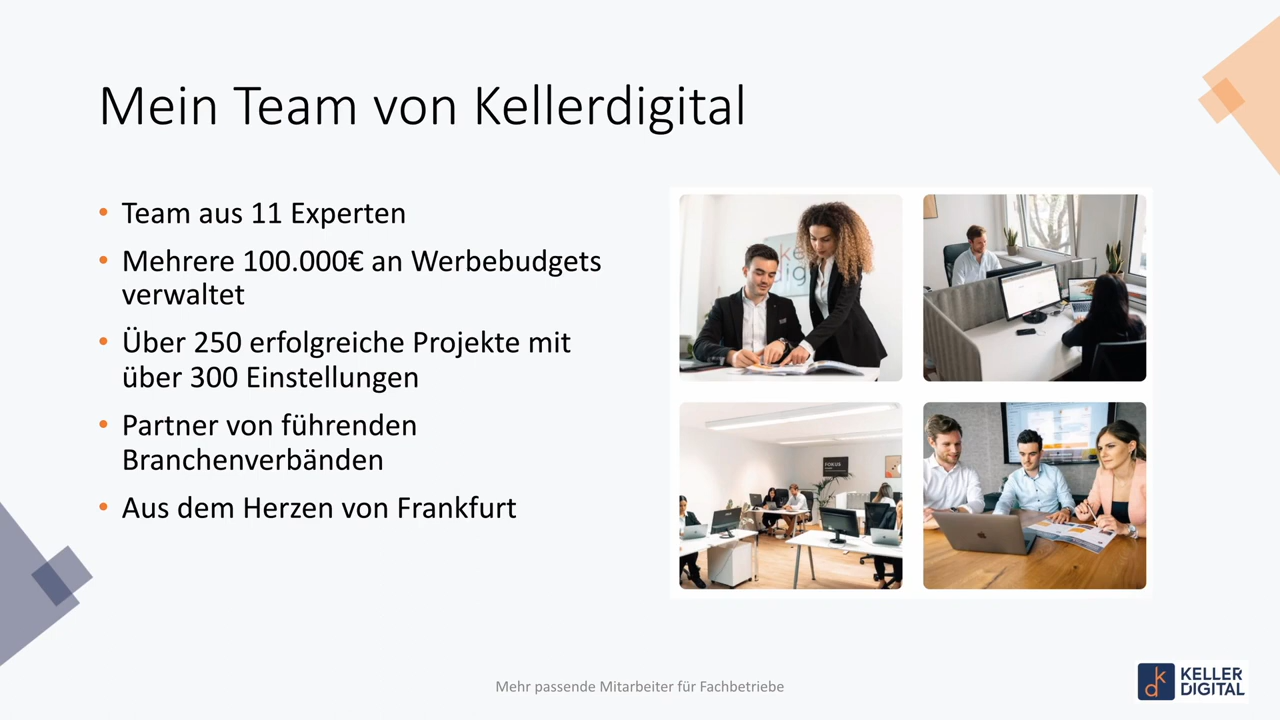 Mein Team von Kellerdigital
• Team aus 11 Experten
• Mehrere 100.000€ an Werbebudgets
verwaltet
• Über 250 erfolgreiche Projekte mit
über 300 Einstellungen
• Partner von führenden
Branchenverbänden
• Aus dem Herzen von Frankfurt
FOKUS
Mehr passende Mitarbeiter für Fachbetriebe
KELLER
DIGITAL